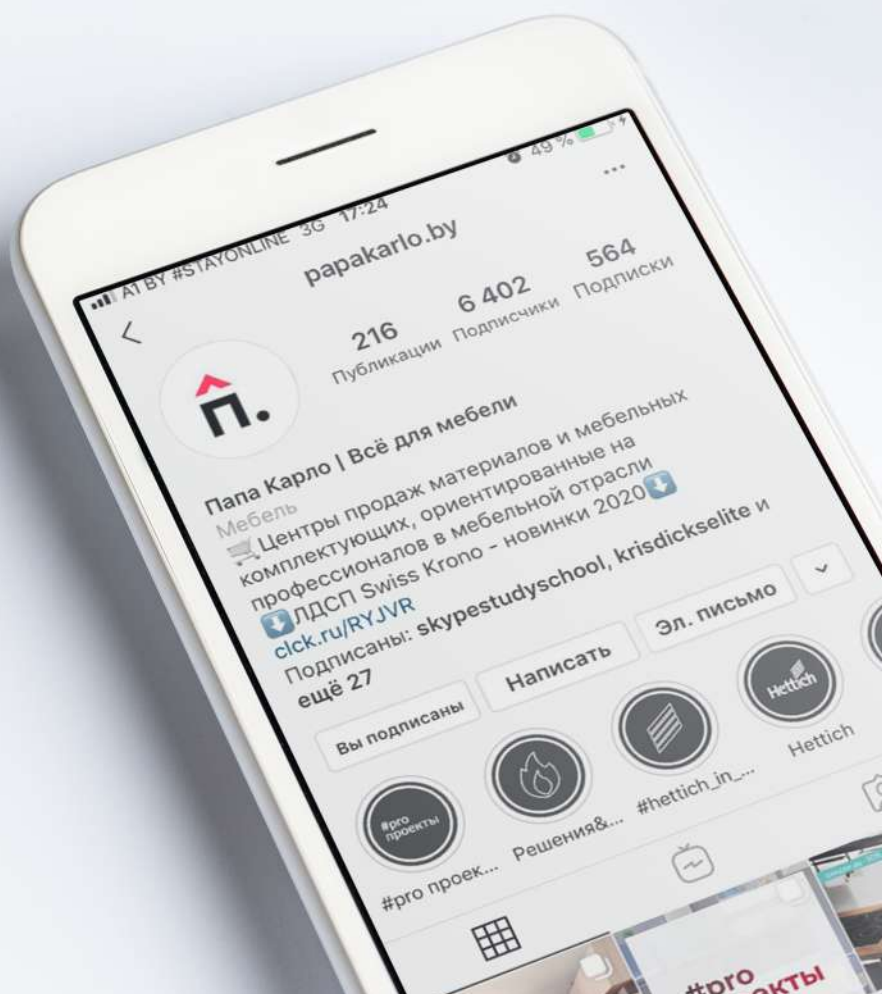 A1 BY #STAYONLINE 3G 17:24 49 %
papakarlo.by
216 6 402 564
Публикации Подписчики Подписки
п.
Папа Карло | Всё для мебели
Мебель
🛒Центры продаж материалов и мебельных
комплектующих, ориентированные на
профессионалов в мебельной отрасли
⬇️ЛДСП Swiss Krono - новинки 2020⬇️
clck.ru/RYJVR
Подписаны: skypestudyschool, krisdickselite и
ещё 27
Вы подписаны Написать Эл. письмо
#pro
проекты
Hettich
#pro проек... Решения&... #hettich_in_... Hettich
#pro